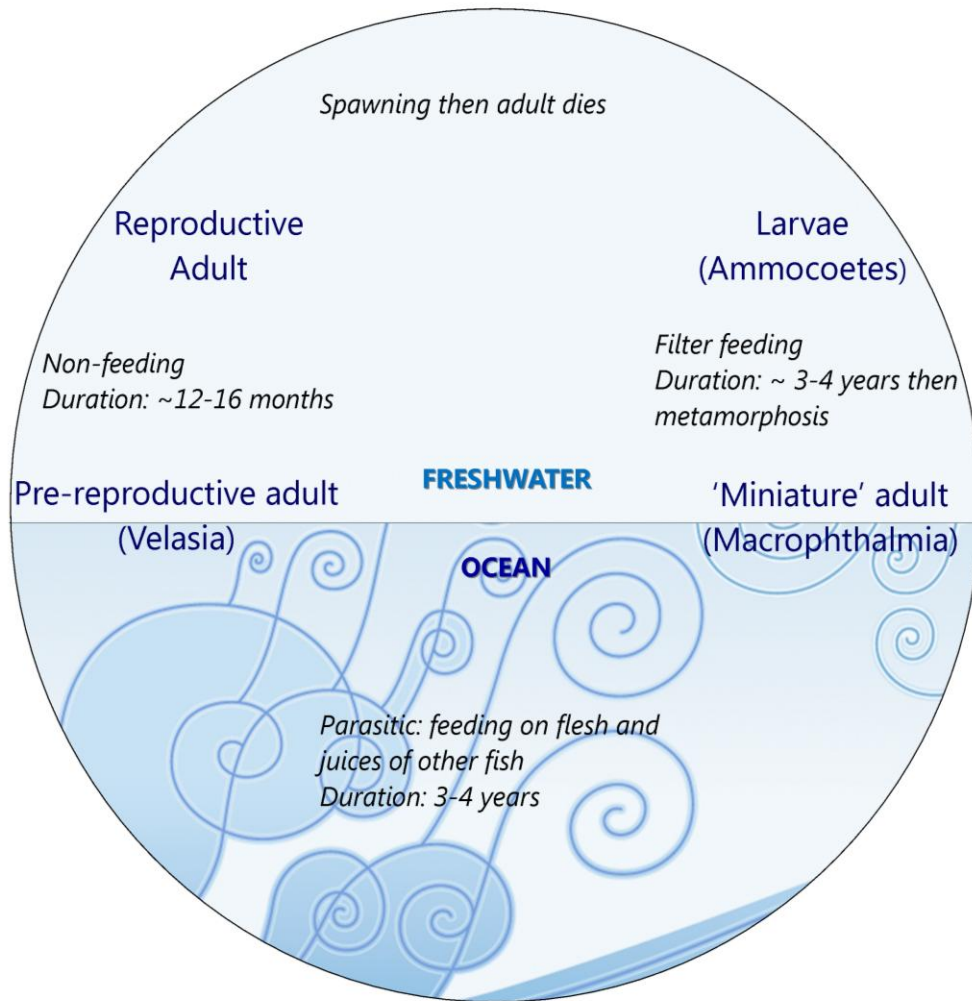 Spawning then adult dies
Reproductive
Adult
Larvae
(Ammocoetes)
Non-feeding
Duration: ~12-16 months
Filter feeding
Duration: ~ 3-4 years then
metamorphosis
Pre-reproductive adult
(Velasia)
FRESHWATER
'Miniature' adult
(Macrophthalmia)
OCEAN
Parasitic: feeding on flesh and
juices of other fish
Duration: 3-4 years